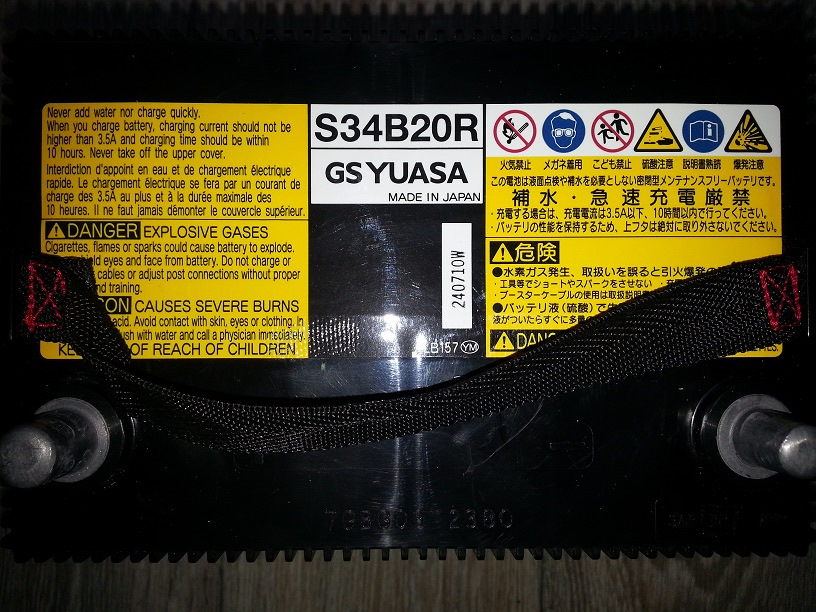 Never add water nor charge quickly.
When you charge battery, charging current should not be
higher than 3.5A and charging time should be within
10 hours. Never take off the upper cover.
Interdiction d'appoint en eau et de chargement électrique
rapide. Le chargement électrique se fera par un courant de
charge des 3.5A au plus et à la durée maximale des
10 heures. Il ne faut jamais démonter le couvercle supérieur.
DANGER EXPLOSIVE GASES
Cigarettes, flames or sparks could cause battery to explode.
eyes and face from battery. Do not charge or
cables or adjust post connections without proper
and training.
CAUSES SEVERE BURNS
acid. Avoid contact with skin, eyes or clothing. In
with water and call a physician immediately.
OF REACH OF CHILDREN
S34B20R
GS YUASA
MADE IN JAPAN
240710W
LB157 YM
火気禁止 メガネ着用 こども禁止 硫酸注意 説明書熟読 爆発注意
この電池は液面点検や補水を必要としない密閉型メンテナンスフリーバッテリです。
補水・急速充電厳禁
・充電する場合は、充電電流は3.5A以下、10時間以内で行ってください。
・バッテリの性能を保持するため、上フタは絶対に取り外さないでください。
危険
●水素ガス発生、取扱いを誤ると引火爆発の
・工具等でショートやスパークをさせない ・
・ブースターケーブルの使用は取扱説明
●バッテリ液(硫酸)で
液がついたらすぐに多量